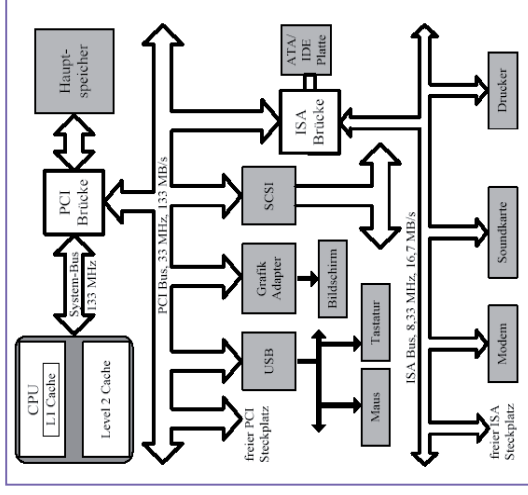 CPU
L1 Cache
Level 2 Cache
System-Bus
133 MHz
PCI
Brücke
Haupt-
speicher
PCI Bus, 33 MHz, 133 MB/s
freier PCI
Steckplatz
USB
Grafik
Adapter
SCSI
ISA
Brücke
ATA/
IDE
Platte
Maus
Tastatur
Bildschirm
ISA Bus, 8,33 MHz, 16,7 MB/s
freier ISA
Steckplatz
Modem
Soundkarte
Drucker